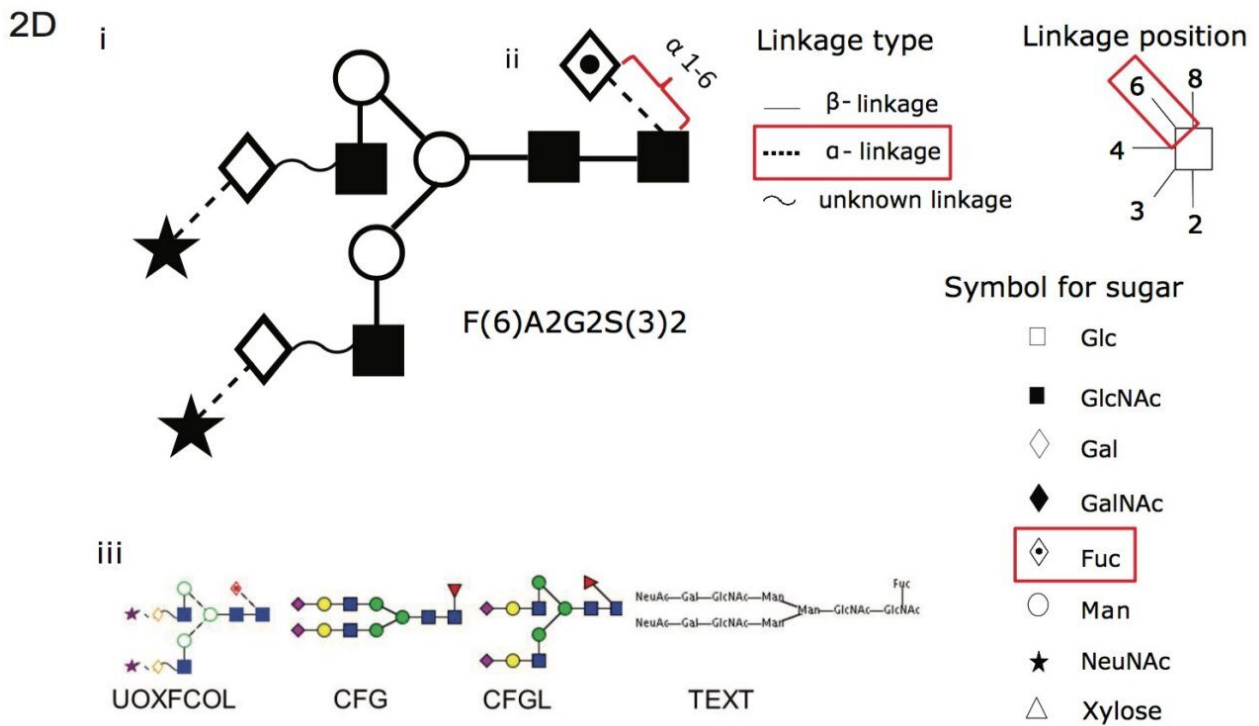 2D
i
ii
α 1-6
F(6)A2G2S(3)2
Linkage type
β- linkage
α- linkage
unknown linkage
Linkage position
6
8
4
3
2
Symbol for sugar
Glc
GlcNAc
Gal
GalNAc
Fuc
Man
NeuNAc
Xylose
iii
Fuc
NeuAc—Gal—GlcNAc—Man
Man—GlcNAc—GlcNAc
NeuAc—Gal—GlcNAc—Man
UOXFCOL
CFG
CFGL
TEXT